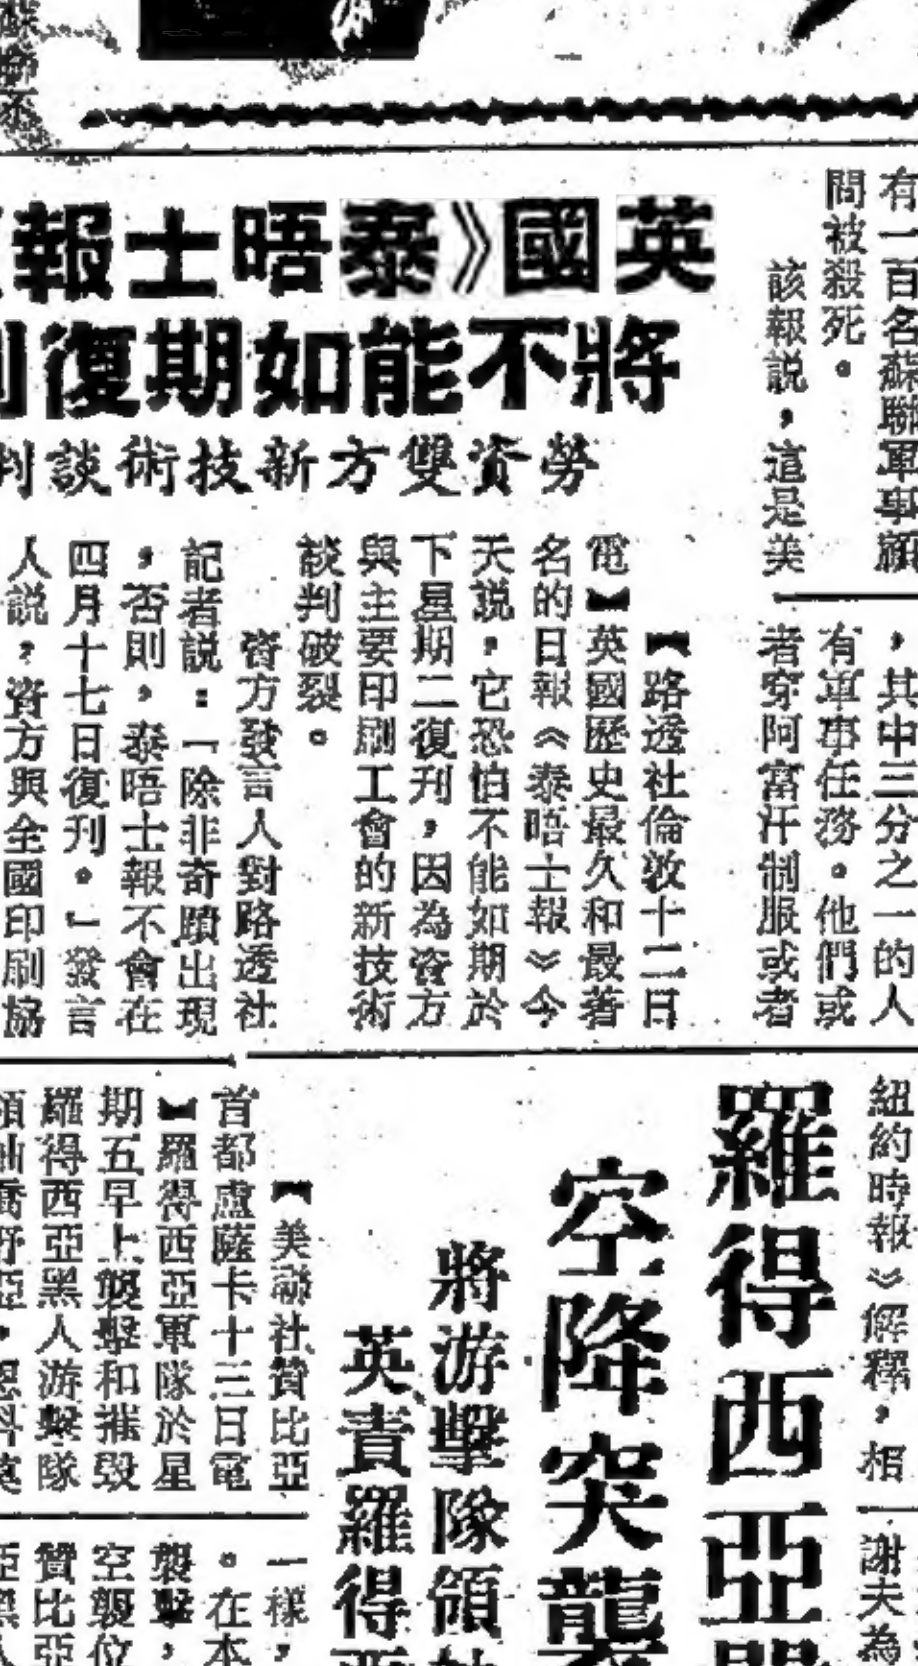 有一百名蘇聯軍事顧
問被殺死。
該報説,這是美
,其中三分之一的人
有軍事任務。他們或
者穿阿富汗制服或者
英國》泰晤士報
將不能如期復
勞資雙方新技術談判
【路透社倫敦十二日
電】英國歷史最久和最著
名的日報《泰晤士報》今
天説,它恐怕不能如期於
下星期二復刊,因為資方
與主要印刷工會的新技術
談判破裂。
資方發言人對路透社
記者説:「除非奇蹟出現
,否則,泰晤士報不會在
四月十七日復刊。」發言
人説,資方與全國印刷協
紐約時報》解釋,相
謝夫為
羅得西亞
空降突襲
將游擊隊領
英責羅得
【美聯社贊比亞
首都盧薩卡十三日電
】羅得西亞軍隊於星
期五早上襲擊和摧毀
羅得西亞黑人游擊隊
一樣,
。在本
襲擊,
空襲位
贊比亞